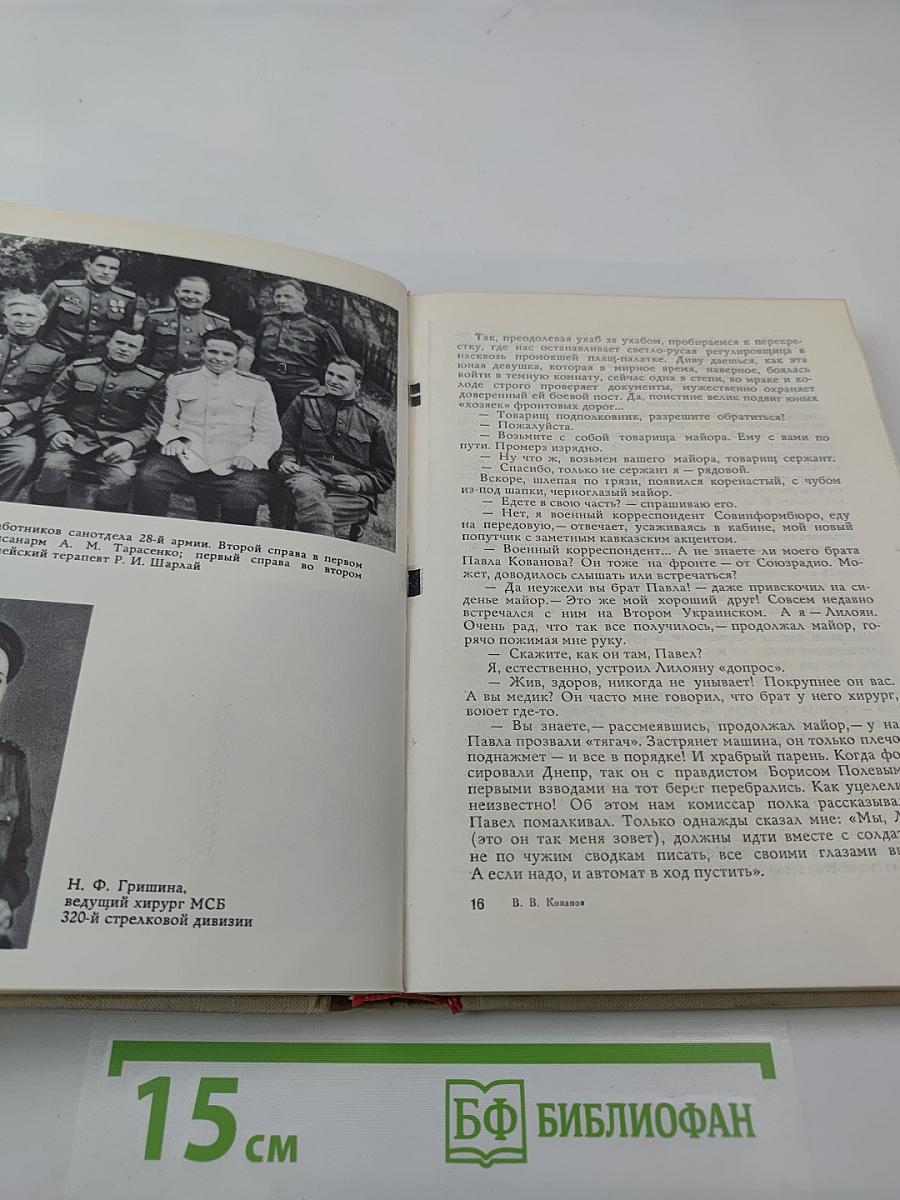 аботников санотдела 28-й армии. Второй справа в первом
нсанарм А. М. Тарасенко; первый справа во втором
ейский терапевт Р. И. Шарлай
Н. Ф. Гришина,
ведущий хирург МСБ
320-й стрелковой дивизии
Так, преодолевая ухаб за ухабом, пробираемся к перекре-
стку, где нас останавливает светло-русая регулировщица в
насквозь промокшей плащ-палатке. Диву даешься, как эта
юная девушка, которая в мирное время, наверное, боялась
войти в темную комнату, сейчас одна в степи, во мраке и хо-
лоде строго проверяет документы, мужественно охраняет
доверенный ей боевой пост. Да, поистине велик подвиг юных
«хозяек» фронтовых дорог...
— Товарищ подполковник, разрешите обратиться?
— Пожалуйста.
— Возьмите с собой товарища майора. Ему с вами по
пути. Промерз изрядно.
— Ну что ж, возьмем вашего майора, товарищ сержант.
— Спасибо, только не сержант я — рядовой.
Вскоре, шлепая по грязи, появился коренастый, с чубом
из-под шапки, черноглазый майор.
— Едете в свою часть? — спрашиваю его.
— Нет, я военный корреспондент Совинформбюро, еду
на передовую,— отвечает, усаживаясь в кабине, мой новый
попутчик с заметным кавказским акцентом.
— Военный корреспондент... А не знаете ли моего брата
Павла Кованова? Он тоже на фронте — от Союзрадио. Мо-
жет, доводилось слышать или встречаться?
— Да неужели вы брат Павла! — даже привскочил на си-
денье майор.— Это же мой хороший друг! Совсем недавно
встречался с ним на Втором Украинском. А я — Лилоян.
Очень рад, что так все получилось,— продолжал майор, го-
рячо пожимая мне руку.
— Скажите, как он там, Павел?
Я, естественно, устроил Лилояну «допрос».
— Жив, здоров, никогда не унывает! Покрупнее он вас.
А вы медик? Он часто мне говорил, что брат у него хирург,
воюет где-то.
— Вы знаете,— рассмеявшись, продолжал майор,— у на
Павла прозвали «тягач». Застрянет машина, он только плечо
поднажмет — и все в порядке! И храбрый парень. Когда фо
сировали Днепр, так он с правдистом Борисом Полевым
первыми взводами на тот берег перебрались. Как уцелели
неизвестно! Об этом нам комиссар полка рассказывал
Павел помалкивал. Только однажды сказал мне: «Мы, Л
(это он так меня зовет), должны идти вместе с солдат
не по чужим сводкам писать, все своими глазами ви
А если надо, и автомат в ход пустить».
16 В. В. Кованов
15 см
БФ БИБЛИОФАН